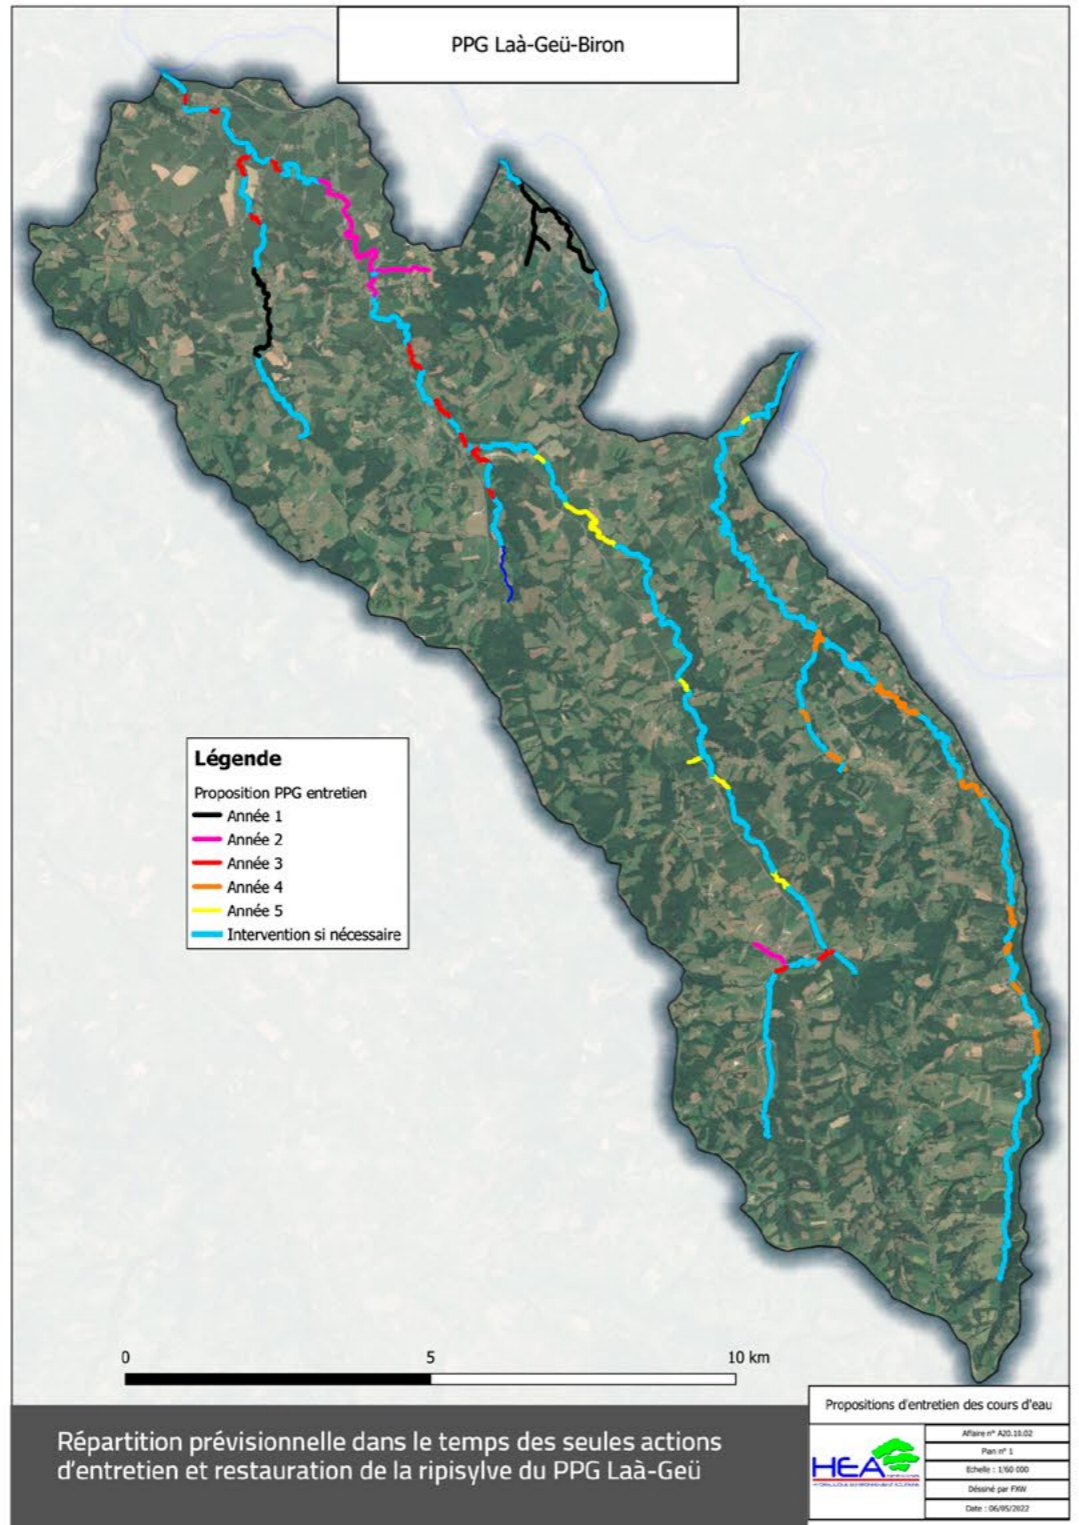 PPG Laà-Geü-Biron
Légende
Proposition PPG entretien
Année 1
Année 2
Année 3
Année 4
Année 5
Intervention si nécessaire
0 5 10 km
Répartition prévisionnelle dans le temps des seules actions
d'entretien et restauration de la ripisylve du PPG Laà-Geü
Propositions d'entretien des cours d'eau
HEA
Affaire n° A20.10.02
Plan n° 1
Echelle : 1/60 000
Déssiné par FXW
Date : 06/05/2022